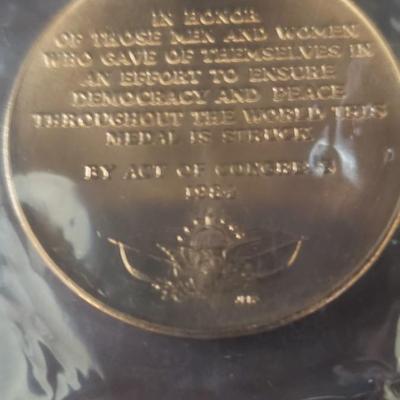 IN HONOR
OF THOSE MEN AND WOMEN
WHO GAVE OF THEMSELVES IN
AN EFFORT TO ENSURE
DEMOCRACY AND PEACE
THROUGHOUT THE WORLD THIS
MEDAL IS STRUCK
BY ACT OF CONGRESS
1984